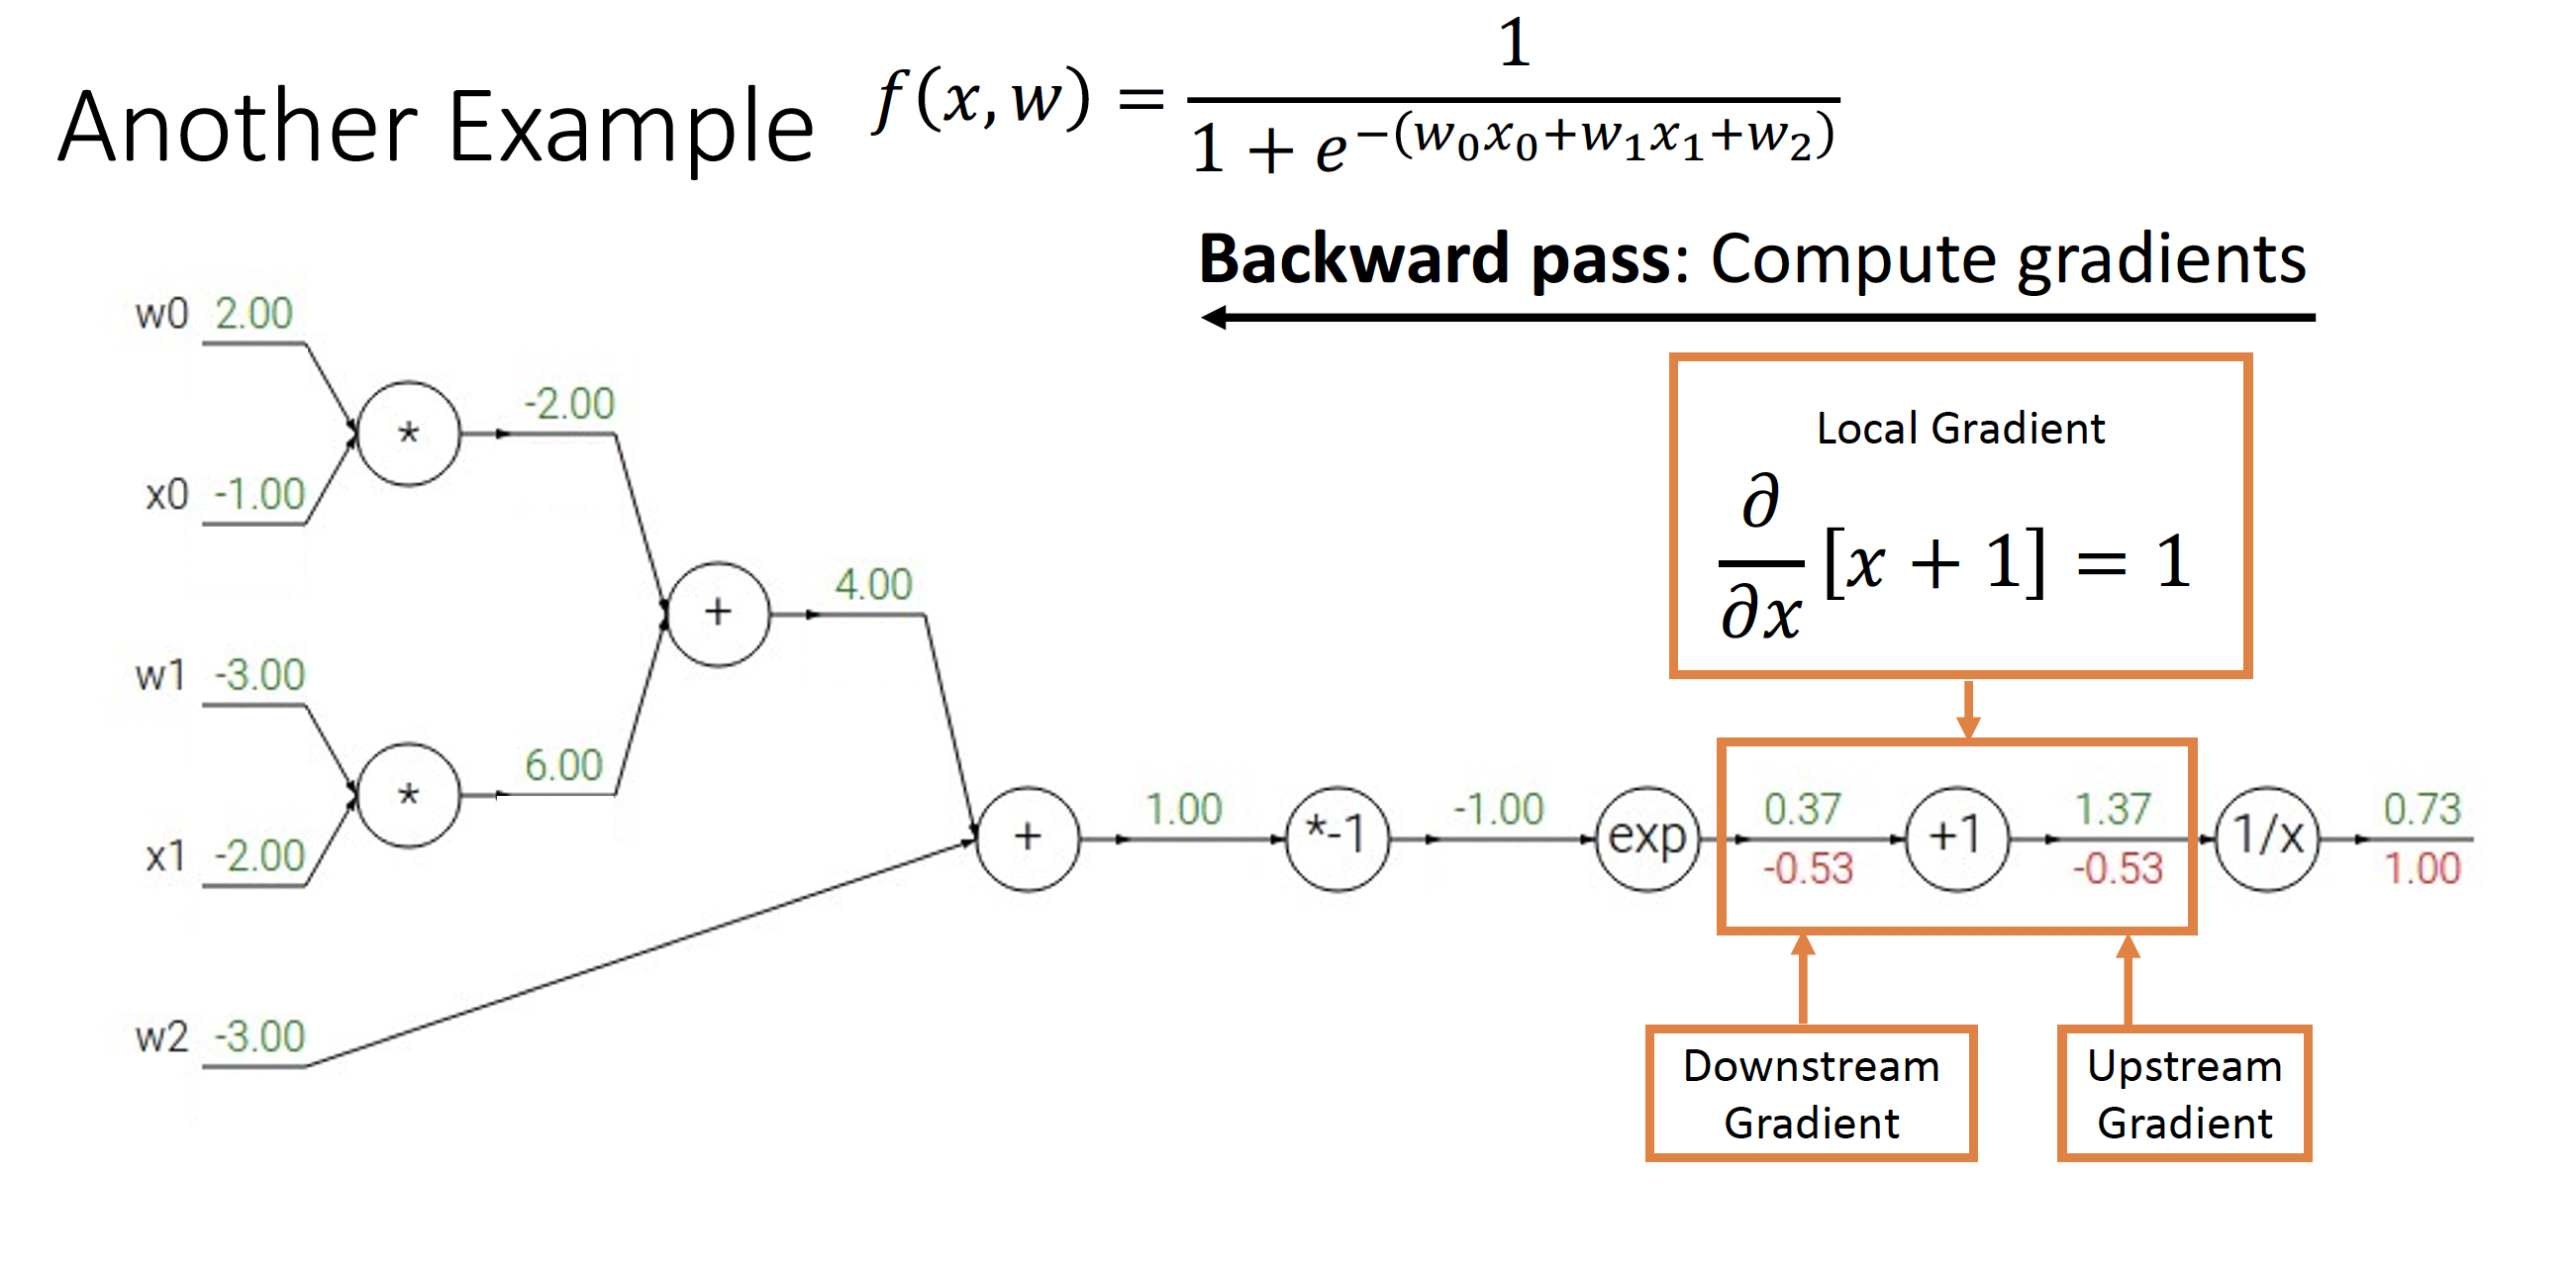 Another Example
f(x, w) = 1 / (1 + e^−(w₀x₀+w₁x₁+w₂))
Backward pass: Compute gradients
w0 2.00
-2.00
x0 -1.00
*
Local Gradient
∂/∂x [x + 1] = 1
4.00
+
w1 -3.00
6.00
*
x1 -2.00
1.00
-1.00
0.37
1.37
0.73
+
*-1
exp
+1
1/x
-0.53
-0.53
1.00
w2 -3.00
Downstream
Gradient
Upstream
Gradient